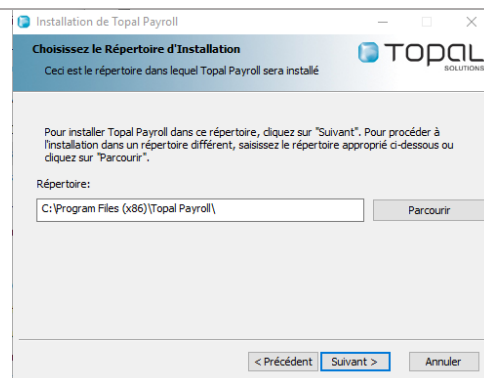 Installation de Topal Payroll
Choisissez le Répertoire d'Installation
Ceci est le répertoire dans lequel Topal Payroll sera installé
TOPAL
SOLUTIONS
Pour installer Topal Payroll dans ce répertoire, cliquez sur "Suivant". Pour procéder à
l'installation dans un répertoire différent, saisissez le répertoire approprié ci-dessous ou
cliquez sur "Parcourir".
Répertoire:
C:\Program Files (x86)\Topal Payroll\
Parcourir
< Précédent
Suivant >
Annuler